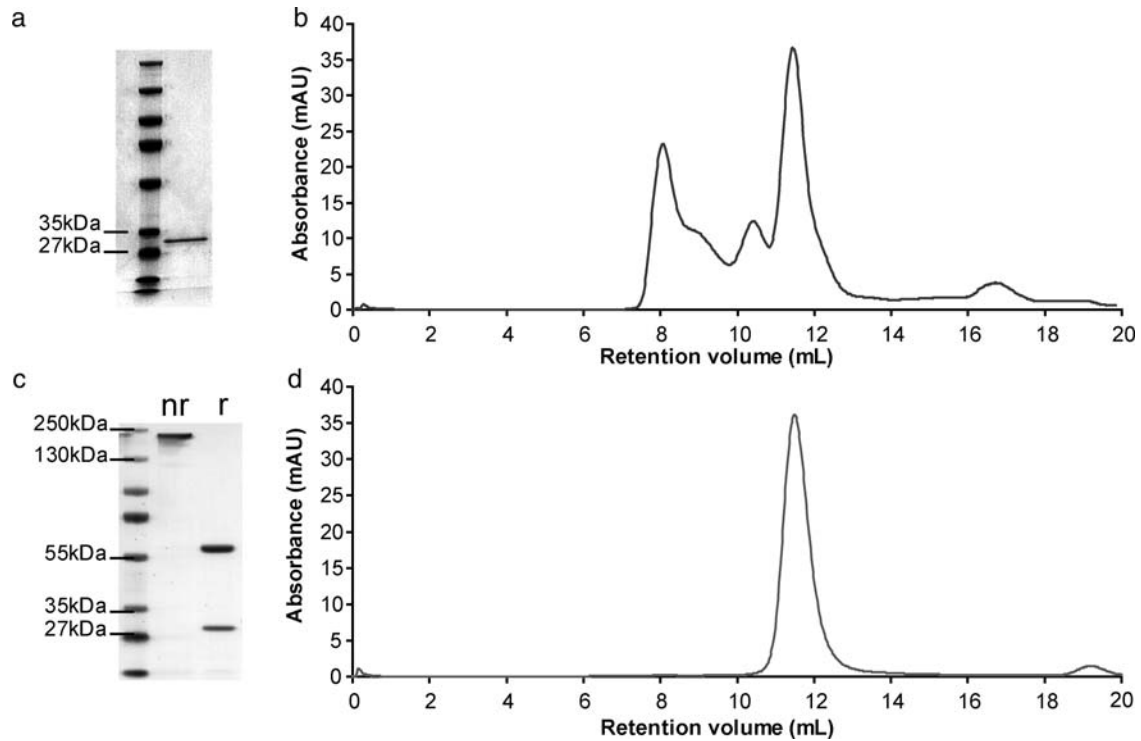 a
35kDa
27kDa
b
Absorbance (mAU)
40
35
30
25
20
15
10
5
0
0 2 4 6 8 10 12 14 16 18 20
Retention volume (mL)
c
nr r
250kDa
130kDa
55kDa
35kDa
27kDa
d
Absorbance (mAU)
40
35
30
25
20
15
10
5
0
0 2 4 6 8 10 12 14 16 18 20
Retention volume (mL)